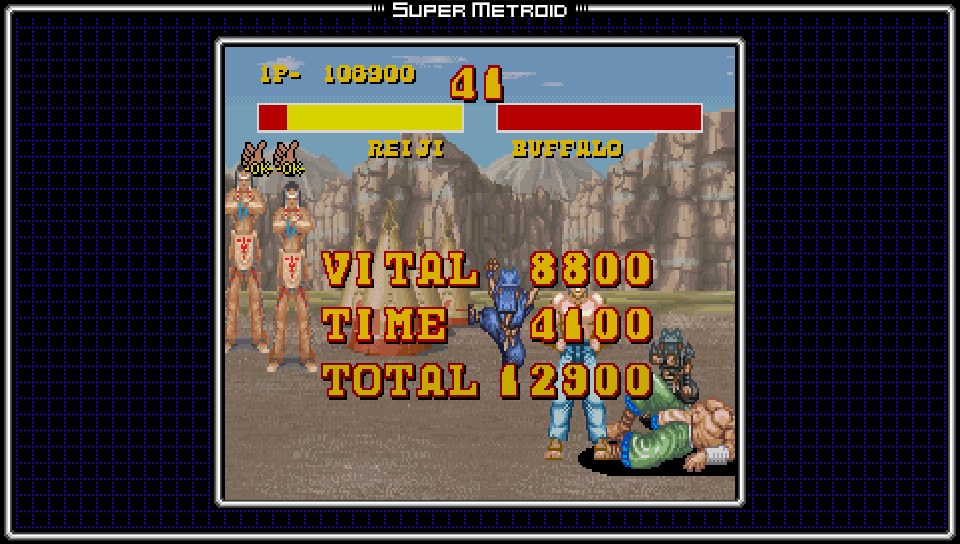 SUPER METROID
1P- 108900 41
REIJI BUFFALO
-OK- -OK-
VITAL 8800
TIME 4100
TOTAL 12900